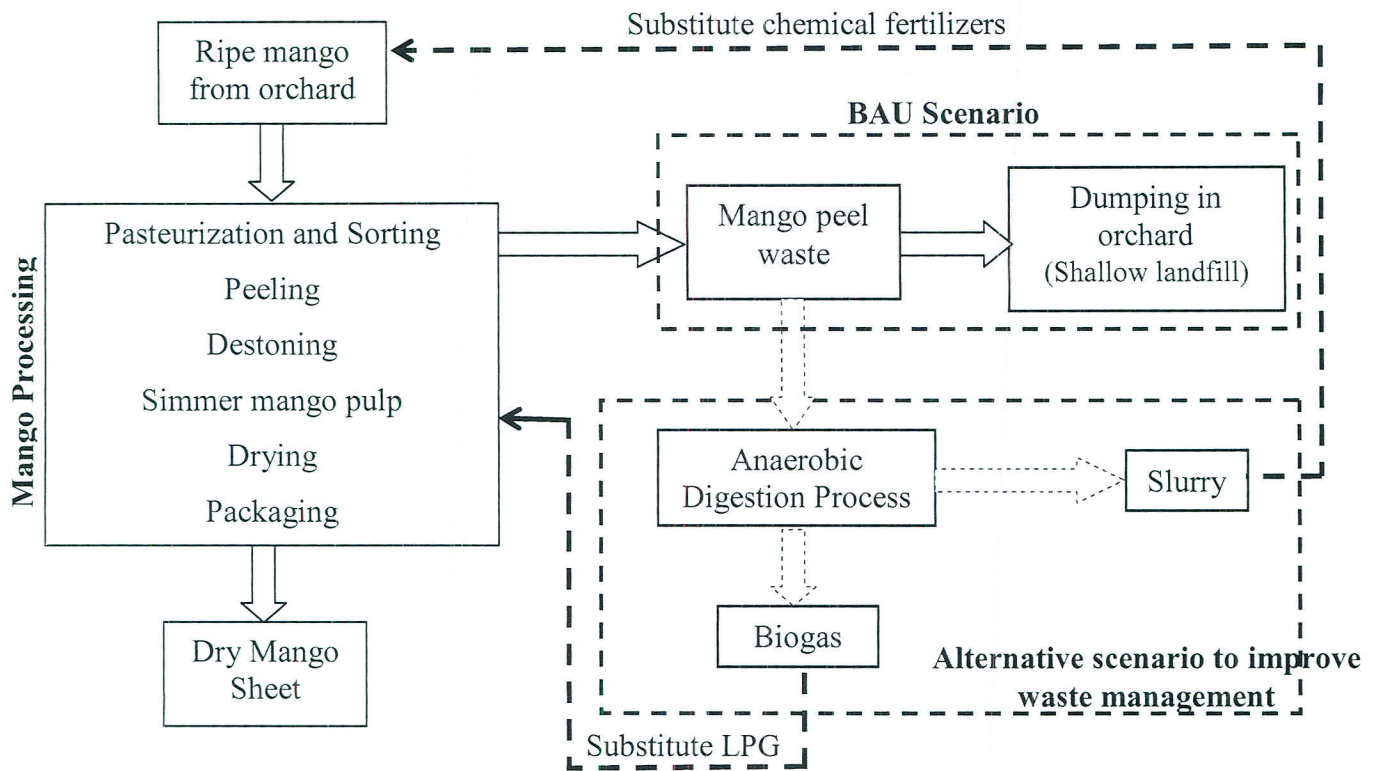 Substitute chemical fertilizers
Ripe mango
from orchard
BAU Scenario
Mango Processing
Pasteurization and Sorting
Peeling
Destoning
Simmer mango pulp
Drying
Packaging
Mango peel
waste
Dumping in
orchard
(Shallow landfill)
Anaerobic
Digestion Process
Slurry
Biogas
Dry Mango
Sheet
Alternative scenario to improve
waste management
Substitute LPG